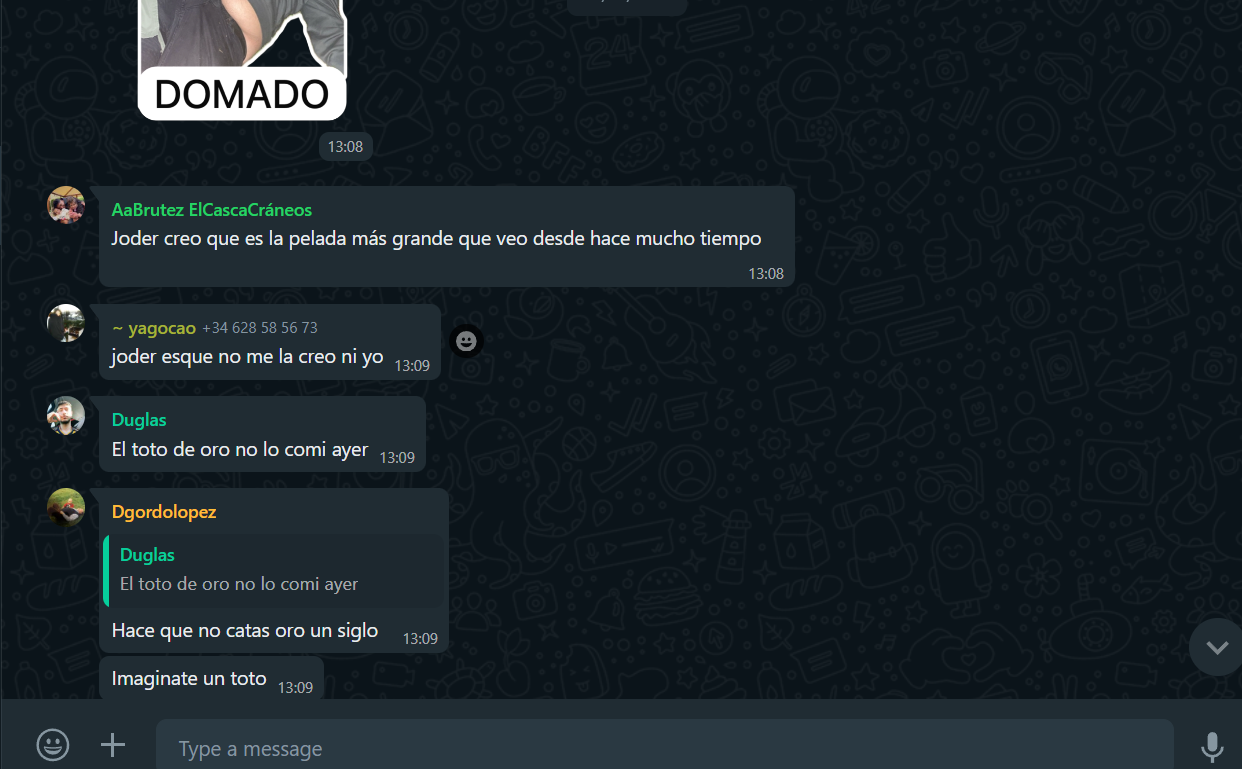 DOMADO
13:08
AaBrutez ElCascaCráneos
Joder creo que es la pelada más grande que veo desde hace mucho tiempo
13:08
~ yagocao +34 628 58 56 73
joder esque no me la creo ni yo 13:09
Duglas
El toto de oro no lo comi ayer 13:09
Dgordolopez
Duglas
El toto de oro no lo comi ayer
Hace que no catas oro un siglo 13:09
Imaginate un toto 13:09
Type a message